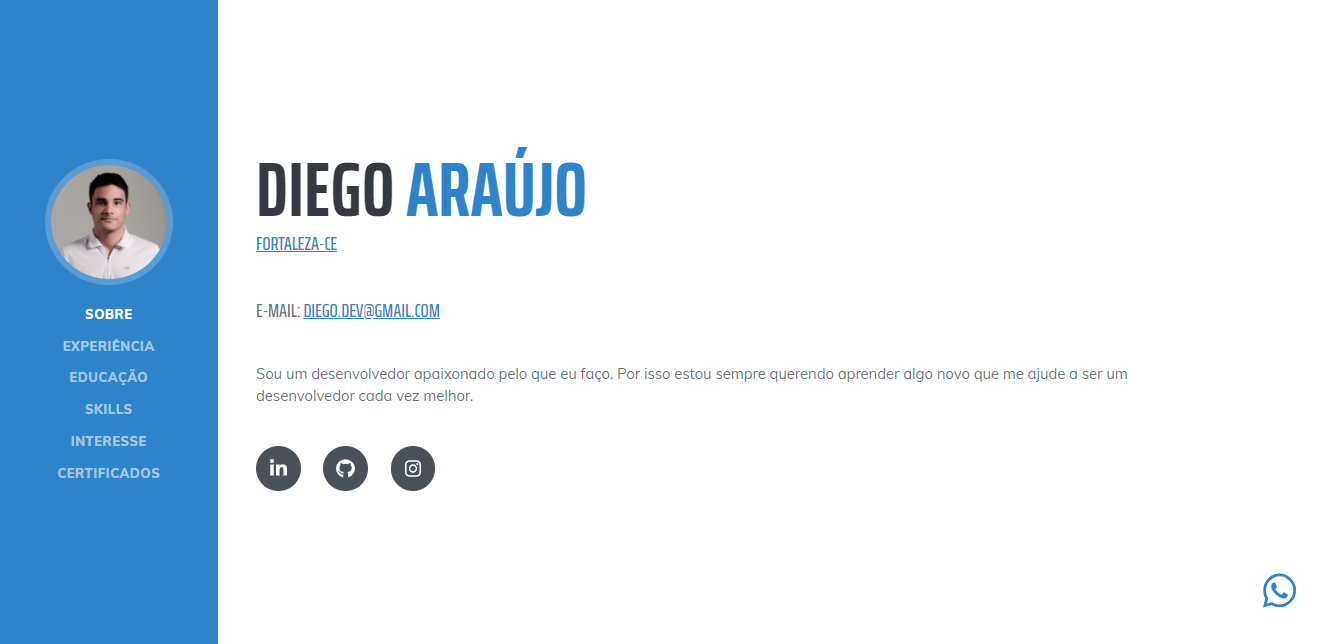 SOBRE
EXPERIÊNCIA
EDUCAÇÃO
SKILLS
INTERESSE
CERTIFICADOS
DIEGO ARAÚJO
FORTALEZA-CE
E-MAIL: DIEGO.DEV@GMAIL.COM
Sou um desenvolvedor apaixonado pelo que eu faço. Por isso estou sempre querendo aprender algo novo que me ajude a ser um
desenvolvedor cada vez melhor.
in